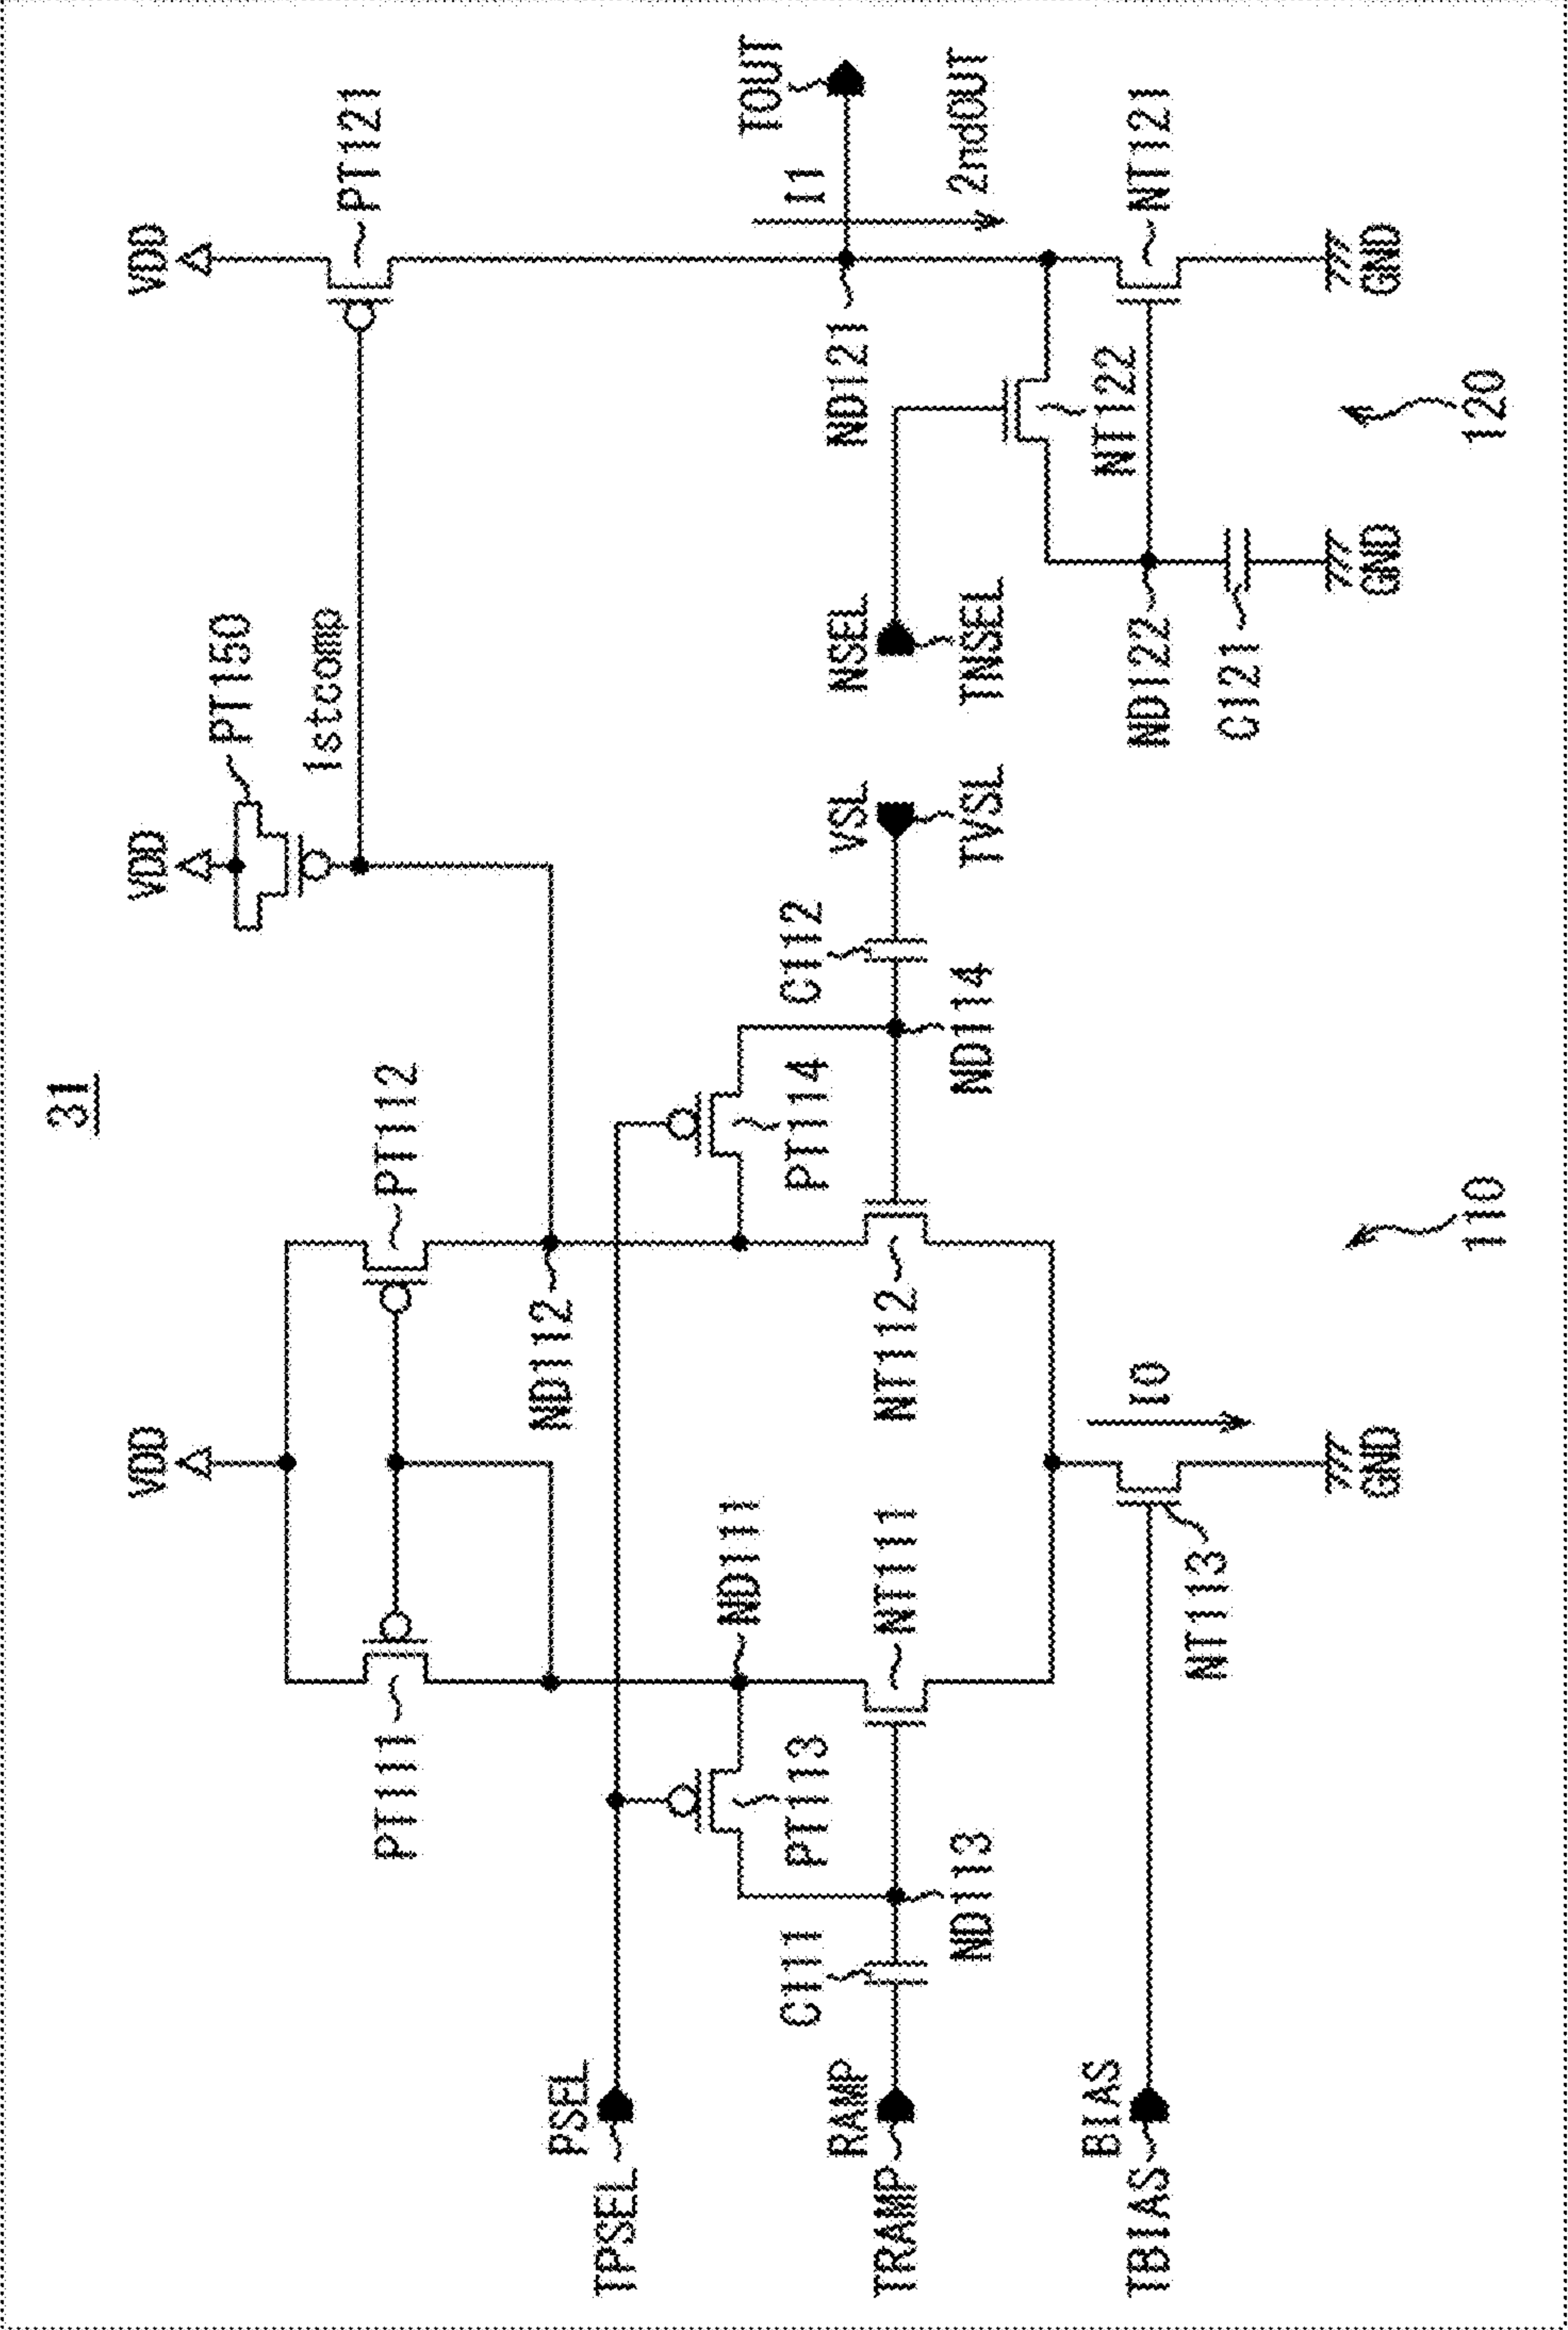 31
VDD
VDD
VDD
PT150
PT121
1stcomp
PT111
PT112
ND112
PSEL
TPSEL
ND111
PT113
PT114
C111
C112
RAMP
TRAMP
ND113
NT111
NT112
ND114
VSL
TVSL
NSEL
TNSEL
ND121
I1
TOUT
2ndOUT
BIAS
TBIAS
NT113
I0
ND122
NT122
NT121
C121
GND
GND
GND
110
120